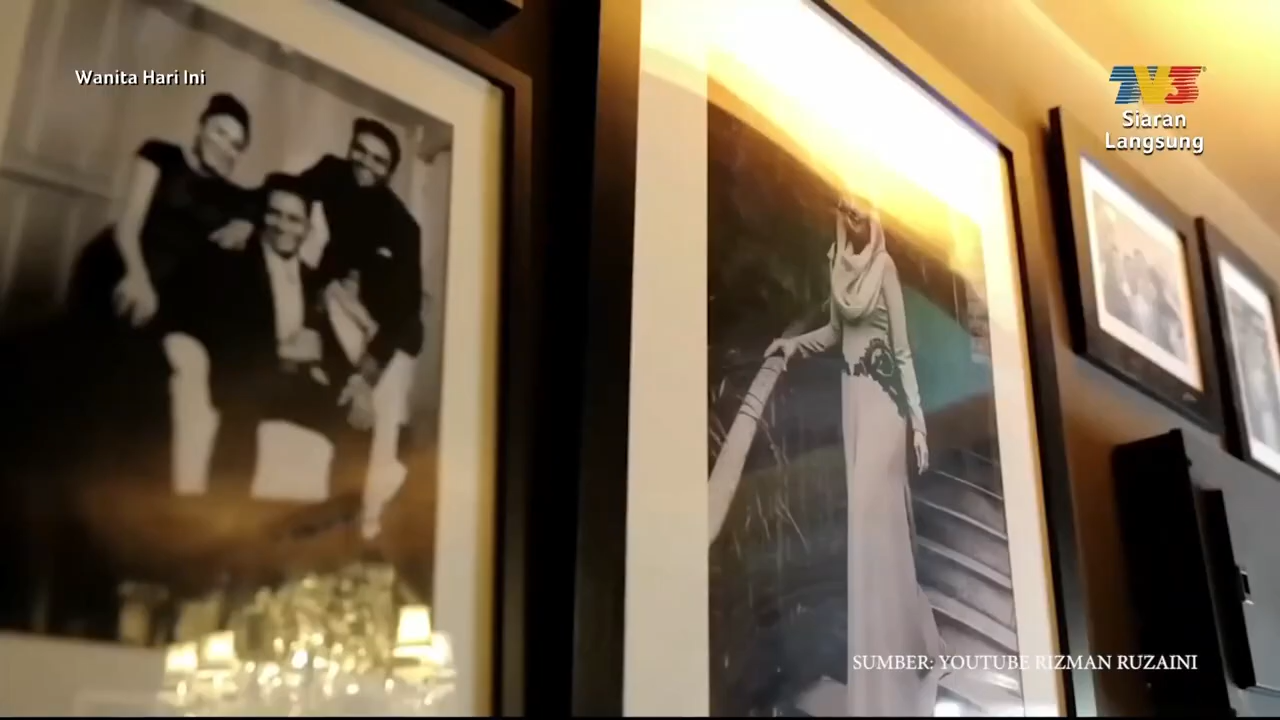 Wanita Hari Ini
TV3
Siaran
Langsung
SUMBER: YOUTUBE RIZMAN RUZAINI